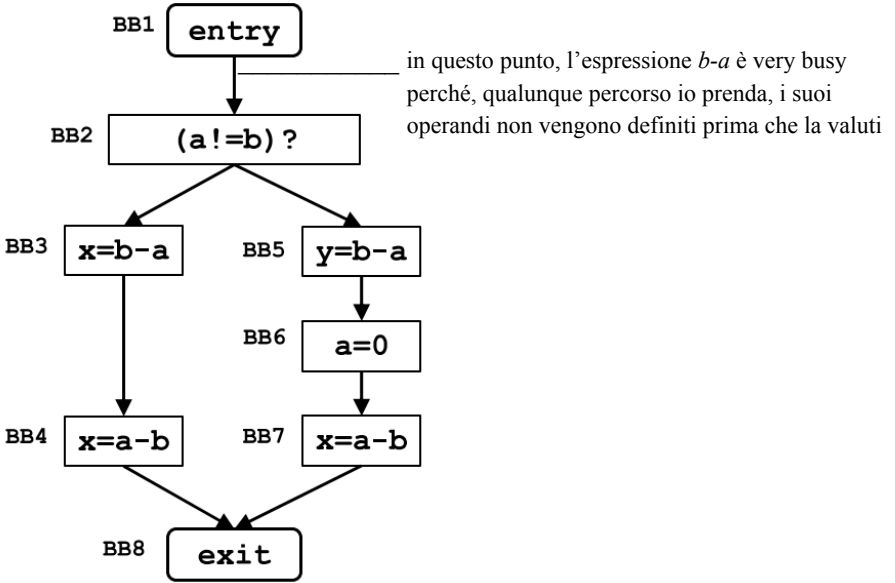 BB1 entry
in questo punto, l'espressione b-a è very busy
perché, qualunque percorso io prenda, i suoi
operandi non vengono definiti prima che la valuti
BB2 (a!=b)?
BB3 x=b-a BB5 y=b-a
BB6 a=0
BB4 x=a-b BB7 x=a-b
BB8 exit